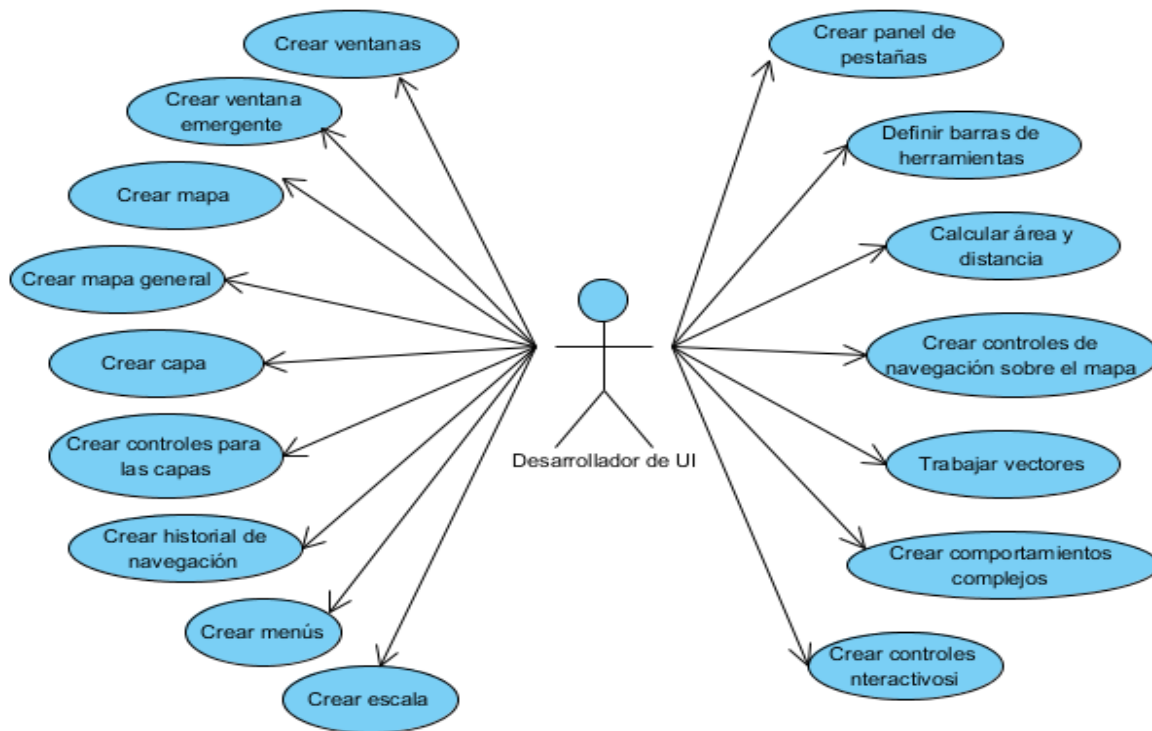 Crear ventanas
Crear ventana
emergente
Crear mapa
Crear mapa general
Crear capa
Crear controles para
las capas
Crear historial de
navegación
Crear menús
Crear escala
Desarrollador de UI
Crear panel de
pestañas
Definir barras de
herramientas
Calcular área y
distancia
Crear controles de
navegación sobre el mapa
Trabajar vectores
Crear comportamientos
complejos
Crear controles
nteractivosi